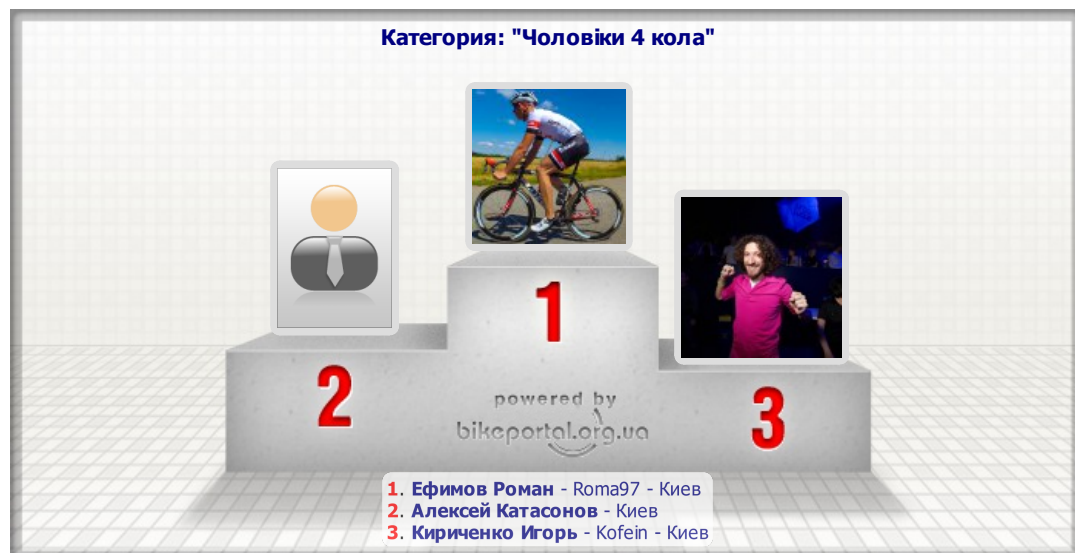 Категория: "Чоловіки 4 кола"
1
2
3
powered by
bikeportal.org.ua
1. Ефимов Роман - Roma97 - Киев
2. Алексей Катасонов - Киев
3. Кириченко Игорь - Kofein - Киев